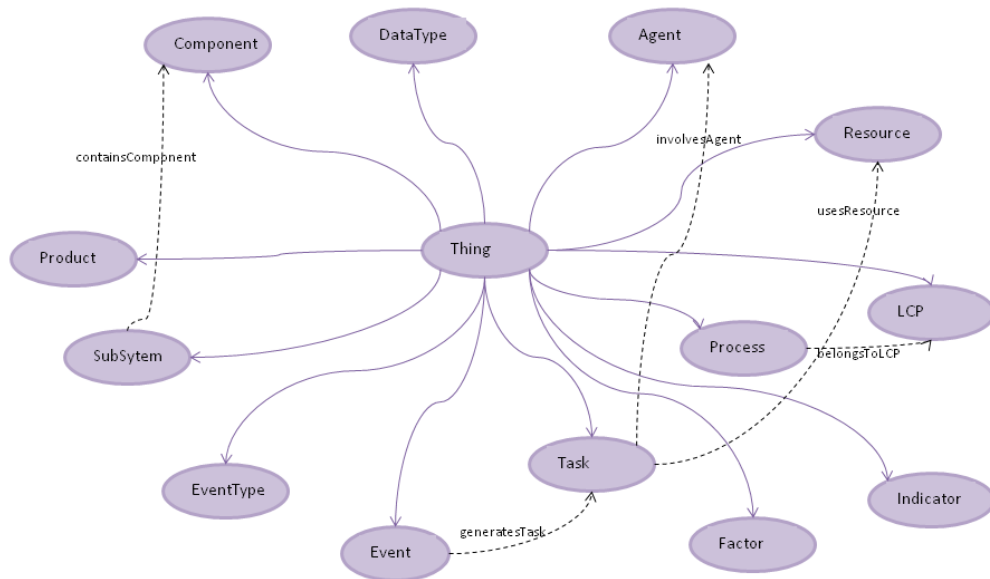 DataType
Agent
Component
Resource
containsComponent
involvesAgent
usesResource
Thing
Product
LCP
SubSytem
Process
belongsToLCP
Task
EventType
Indicator
generatesTask
Event
Factor